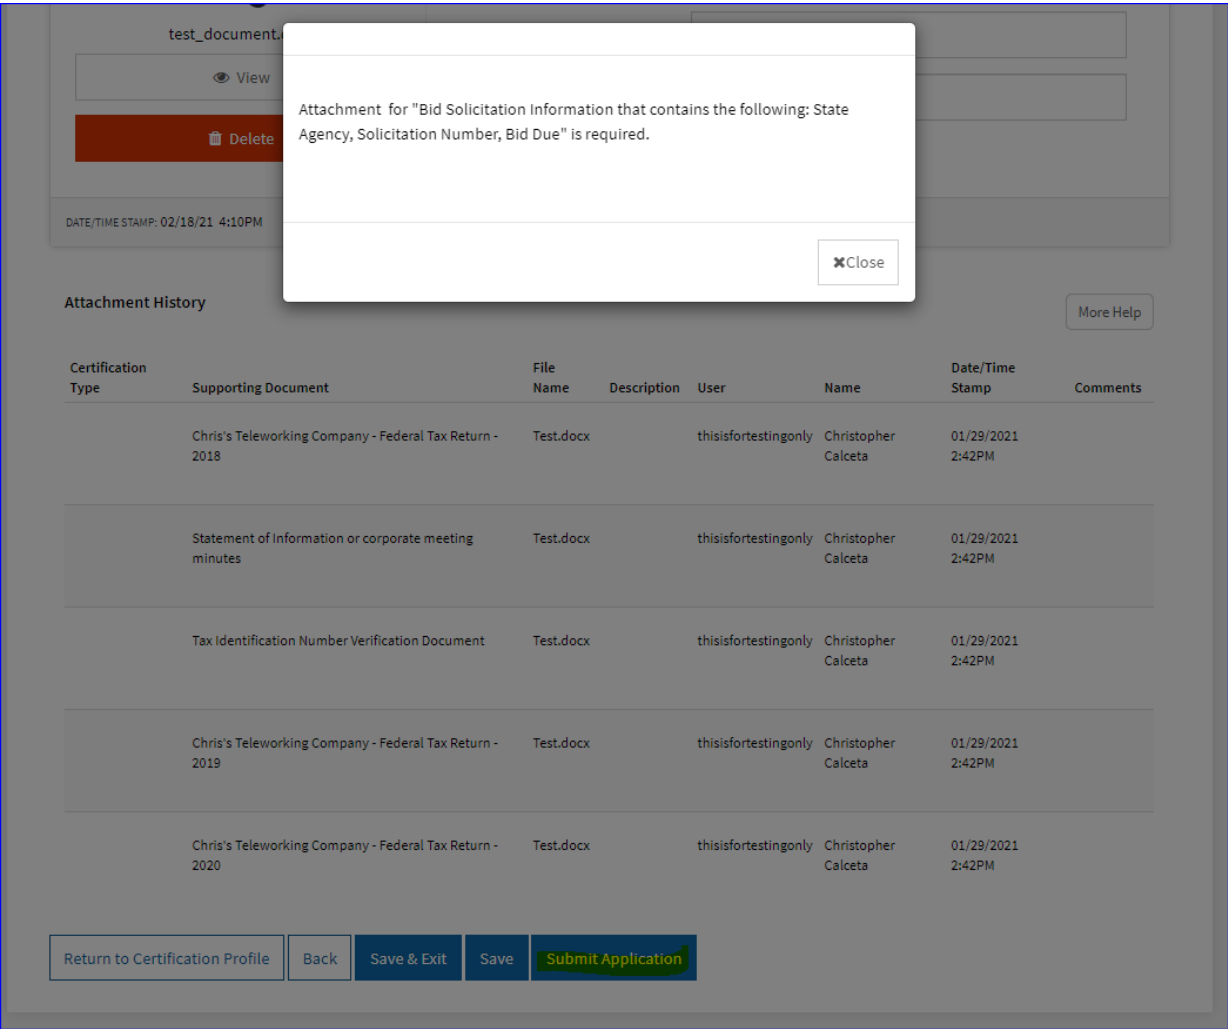 test_document.
View
Delete
DATE/TIME STAMP: 02/18/21 4:10PM
Attachment for "Bid Solicitation Information that contains the following: State
Agency, Solicitation Number, Bid Due" is required.
Close
Attachment History
More Help
Certification
Type
Supporting Document
File
Name
Description
User
Name
Date/Time
Stamp
Comments
Chris's Teleworking Company - Federal Tax Return -
2018
Test.docx
thisisfortestingonly
Christopher
Calceta
01/29/2021
2:42PM
Statement of Information or corporate meeting
minutes
Test.docx
thisisfortestingonly
Christopher
Calceta
01/29/2021
2:42PM
Tax Identification Number Verification Document
Test.docx
thisisfortestingonly
Christopher
Calceta
01/29/2021
2:42PM
Chris's Teleworking Company - Federal Tax Return -
2019
Test.docx
thisisfortestingonly
Christopher
Calceta
01/29/2021
2:42PM
Chris's Teleworking Company - Federal Tax Return -
2020
Test.docx
thisisfortestingonly
Christopher
Calceta
01/29/2021
2:42PM
Return to Certification Profile
Back
Save & Exit
Save
Submit Application